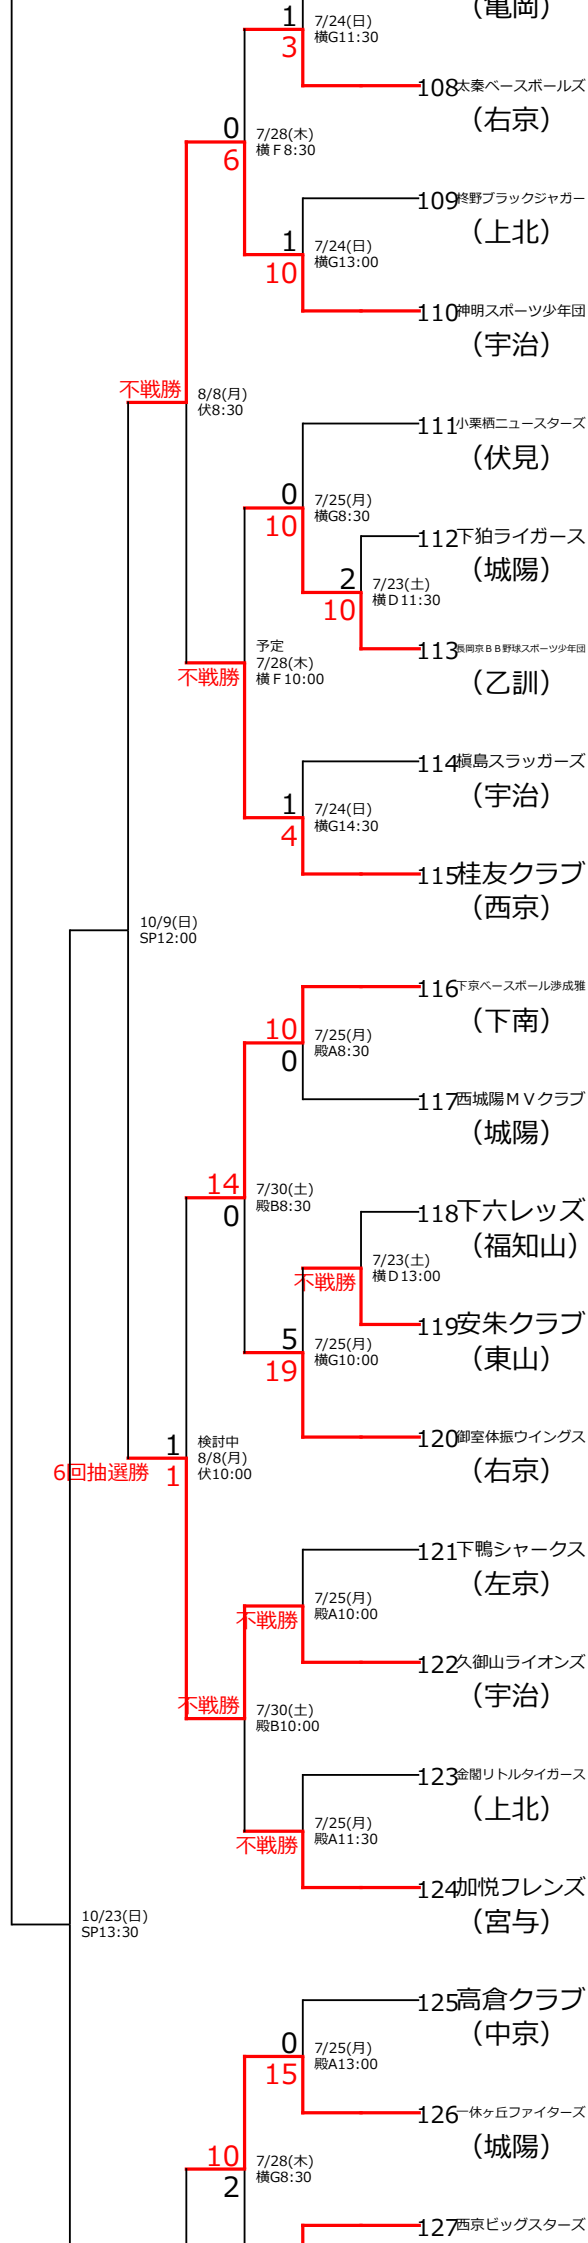 (亀岡)
1
7/24(日)
横G11:30
3
108太秦ベースボールズ
(右京)
0
7/28(木)
横Ｆ8:30
6
109柊野ブラックジャガー
(上北)
1
7/24(日)
横G13:00
10
110神明スポーツ少年団
(宇治)
不戦勝
8/8(月)
伏8:30
111小栗栖ニュースターズ
(伏見)
0
7/25(月)
横G8:30
10
112下狛ライガース
(城陽)
2
7/23(土)
横Ｄ11:30
10
113長岡京ＢＢ野球スポーツ少年団
(乙訓)
予定
7/28(木)
横Ｆ10:00
不戦勝
114槇島スラッガーズ
(宇治)
1
7/24(日)
横G14:30
4
115桂友クラブ
(西京)
10/9(日)
SP12:00
116下京ベースボール渉成雅
(下南)
10
7/25(月)
殿A8:30
0
117西城陽ＭＶクラブ
(城陽)
14
7/30(土)
殿B8:30
0
118下六レッズ
(福知山)
7/23(土)
横Ｄ13:00
不戦勝
119安朱クラブ
(東山)
5
7/25(月)
横G10:00
19
120御室体振ウイングス
(右京)
1
検討中
8/8(月)
伏10:00
6回抽選勝
1
121下鴨シャークス
(左京)
7/25(月)
殿A10:00
不戦勝
122久御山ライオンズ
(宇治)
不戦勝
7/30(土)
殿B10:00
123金閣リトルタイガース
(上北)
7/25(月)
殿A11:30
不戦勝
124加悦フレンズ
(宮与)
10/23(日)
SP13:30
125高倉クラブ
(中京)
0
7/25(月)
殿A13:00
15
126一休ヶ丘ファイターズ
(城陽)
10
7/28(木)
横G8:30
2
127西京ビッグスターズ